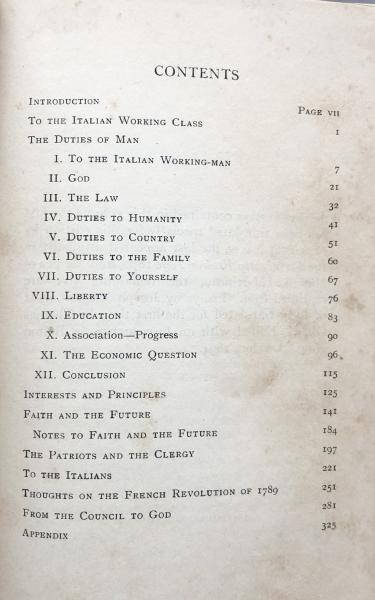 CONTENTS
INTRODUCTION PAGE VII
TO THE ITALIAN WORKING CLASS 1
THE DUTIES OF MAN
I. TO THE ITALIAN WORKING-MAN 7
II. GOD 21
III. THE LAW 32
IV. DUTIES TO HUMANITY 41
V. DUTIES TO COUNTRY 51
VI. DUTIES TO THE FAMILY 60
VII. DUTIES TO YOURSELF 67
VIII. LIBERTY 76
IX. EDUCATION 83
X. ASSOCIATION—PROGRESS 90
XI. THE ECONOMIC QUESTION 96
XII. CONCLUSION 115
INTERESTS AND PRINCIPLES 125
FAITH AND THE FUTURE 141
NOTES TO FAITH AND THE FUTURE 184
THE PATRIOTS AND THE CLERGY 197
TO THE ITALIANS 221
THOUGHTS ON THE FRENCH REVOLUTION OF 1789 251
FROM THE COUNCIL TO GOD 281
APPENDIX 325